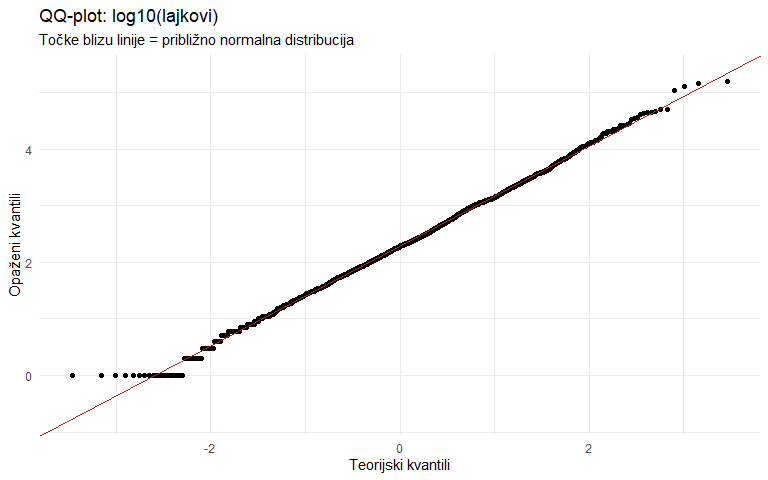 QQ-plot: log10(lajkovi)
Točke blizu linije = približno normalna distribucija
Opaženi kvantili
4
2
0
-2
0
2
Teorijski kvantili